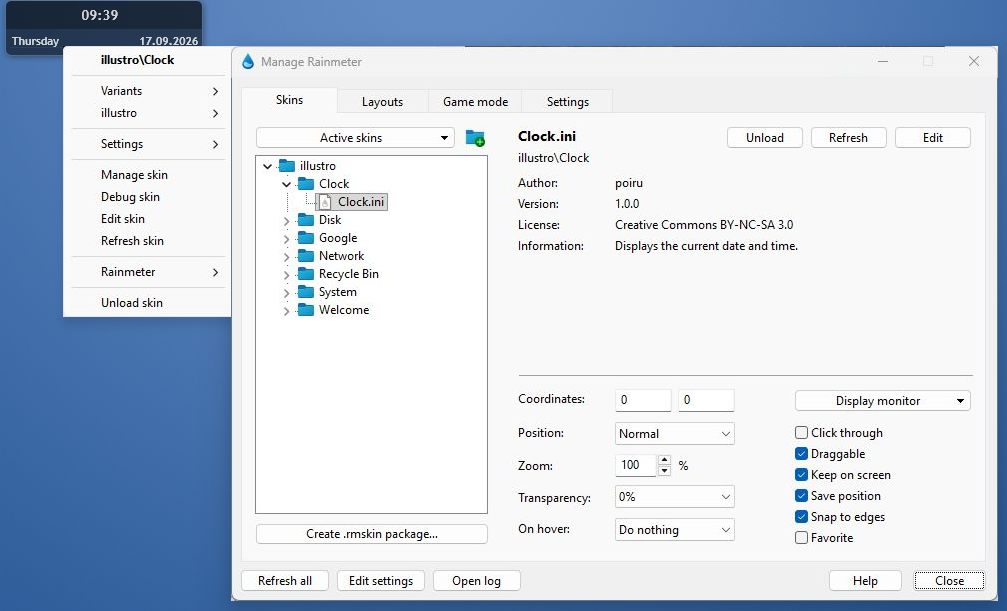 09:39
Thursday 17.09.2026
illustro\Clock
Variants
illustro
Settings
Manage skin
Debug skin
Edit skin
Refresh skin
Rainmeter
Unload skin
Manage Rainmeter
Skins Layouts Game mode Settings
Active skins
illustro
Clock
Clock.ini
Disk
Google
Network
Recycle Bin
System
Welcome
Create .rmskin package...
Clock.ini Unload Refresh Edit
illustro\Clock
Author: poiru
Version: 1.0.0
License: Creative Commons BY-NC-SA 3.0
Information: Displays the current date and time.
Coordinates: 0 0
Position: Normal
Zoom: 100 %
Transparency: 0%
On hover: Do nothing
Display monitor
Click through
Draggable
Keep on screen
Save position
Snap to edges
Favorite
Refresh all Edit settings Open log Help Close